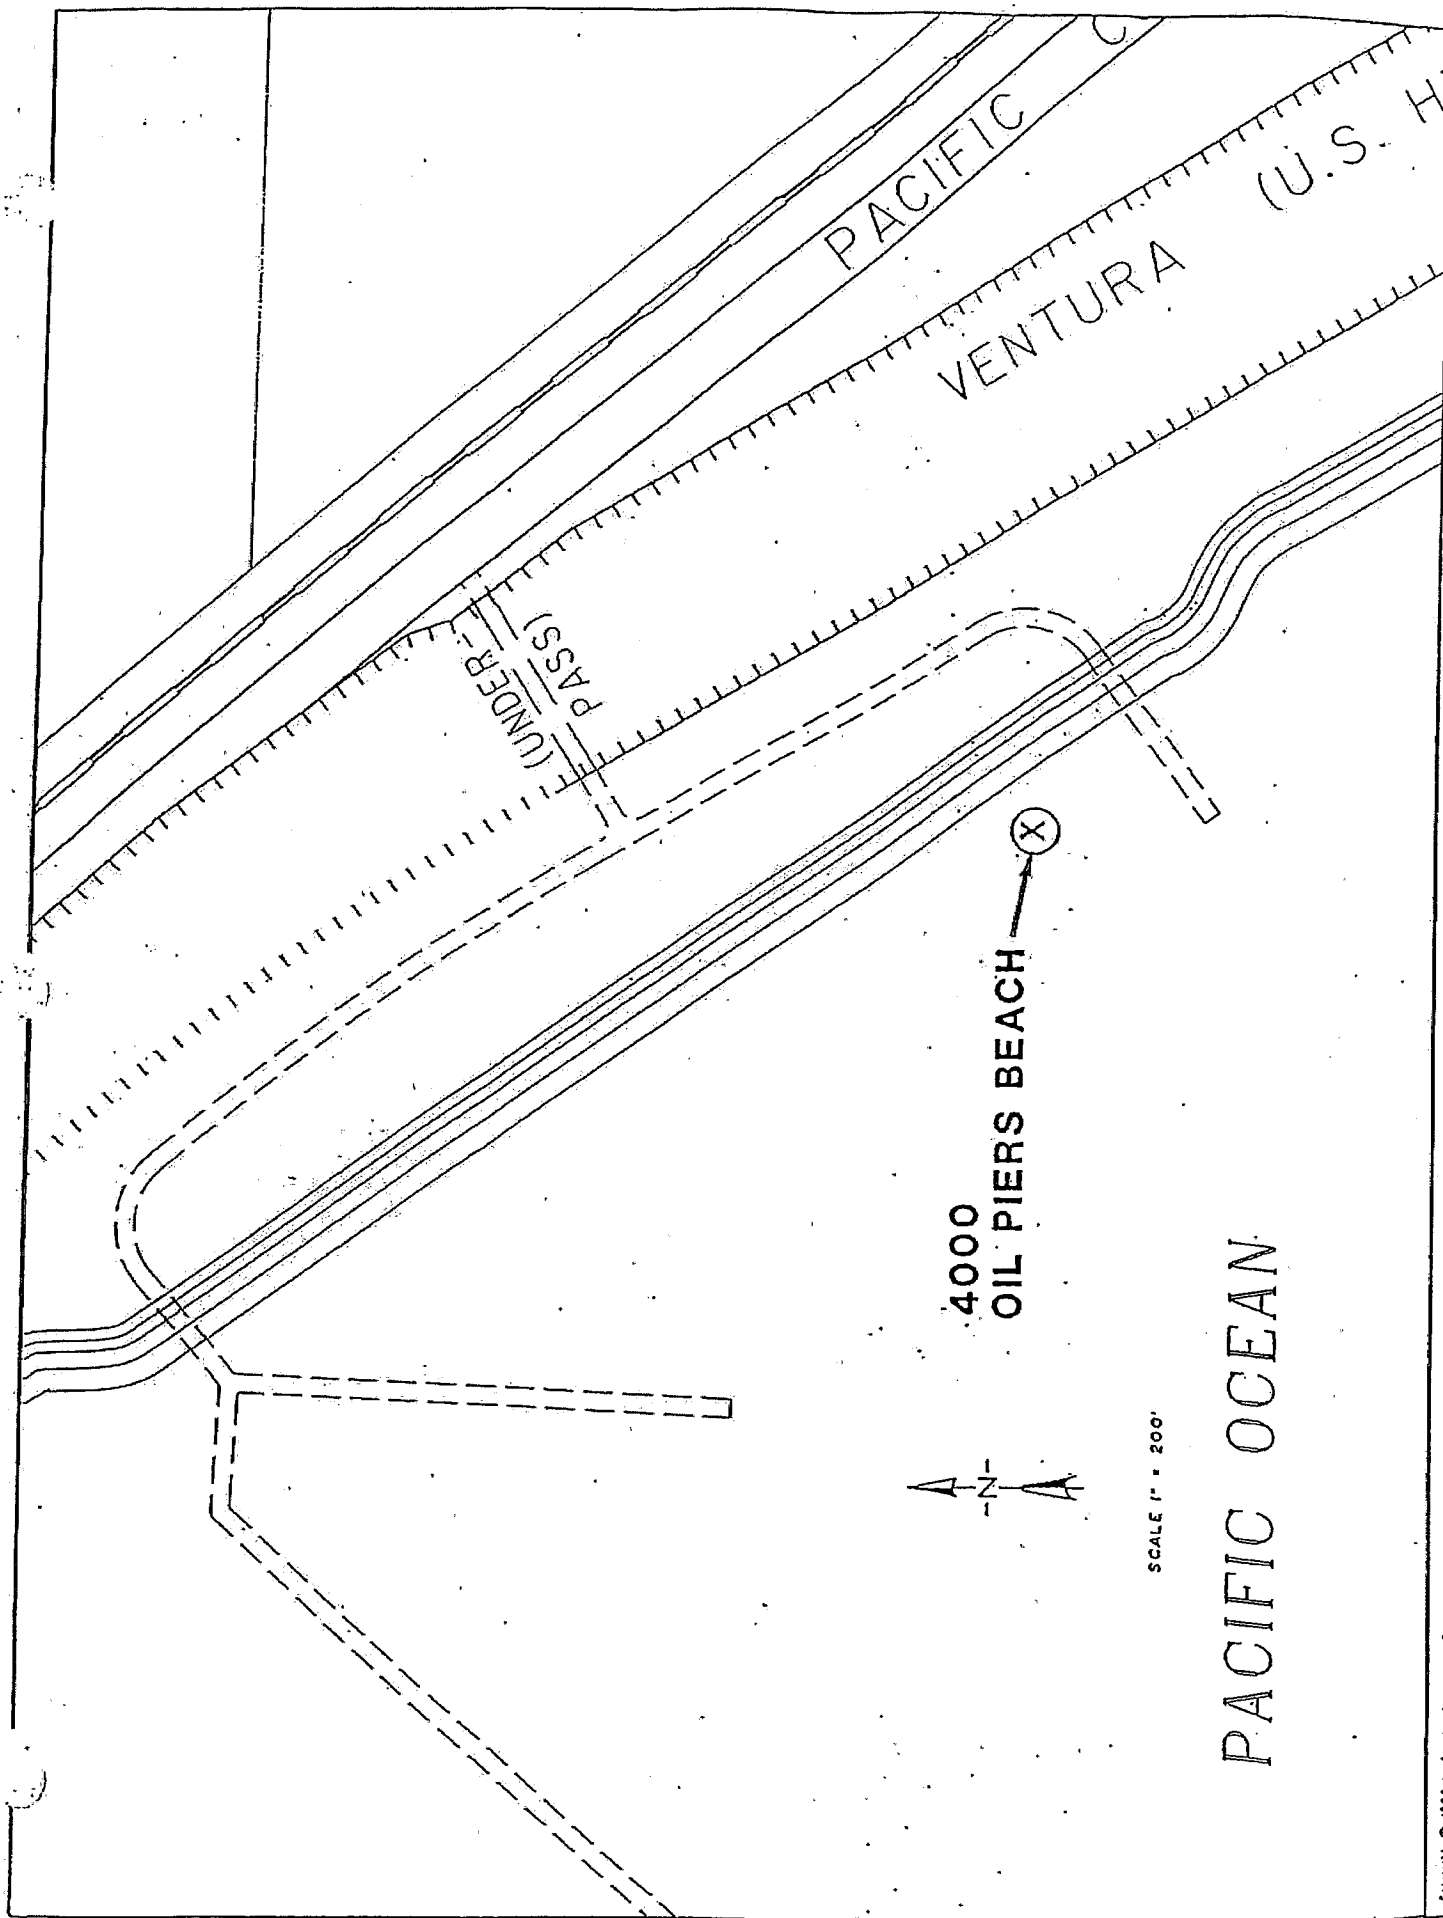 PACIFIC C
(U.S. H
VENTURA
(UNDER-
PASS)
4000
OIL PIERS BEACH
X
-N-
SCALE 1" = 200'
PACIFIC OCEAN